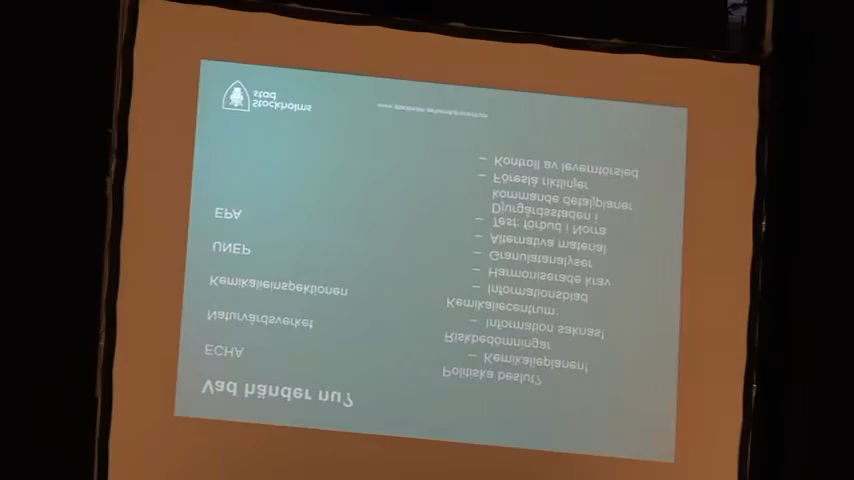 Vad händer nu?
ECHA
Naturvårdsverket
Kemikalieinspektionen
UNEP
EPA
Politiska beslut?
– Kemikalieplanen!
Riskbedömningar
– Information saknas!
Kemikaliecentrum:
– Informationsblad
– Harmoniserade krav
– Granulatanalyser
– Alternativa material
– Test: förbud i Norra
Djurgårdsstaden i
kommande detaljplaner
– Föreslå riktlinjer
– Kontroll av leverntörsled
Stockholms
stad